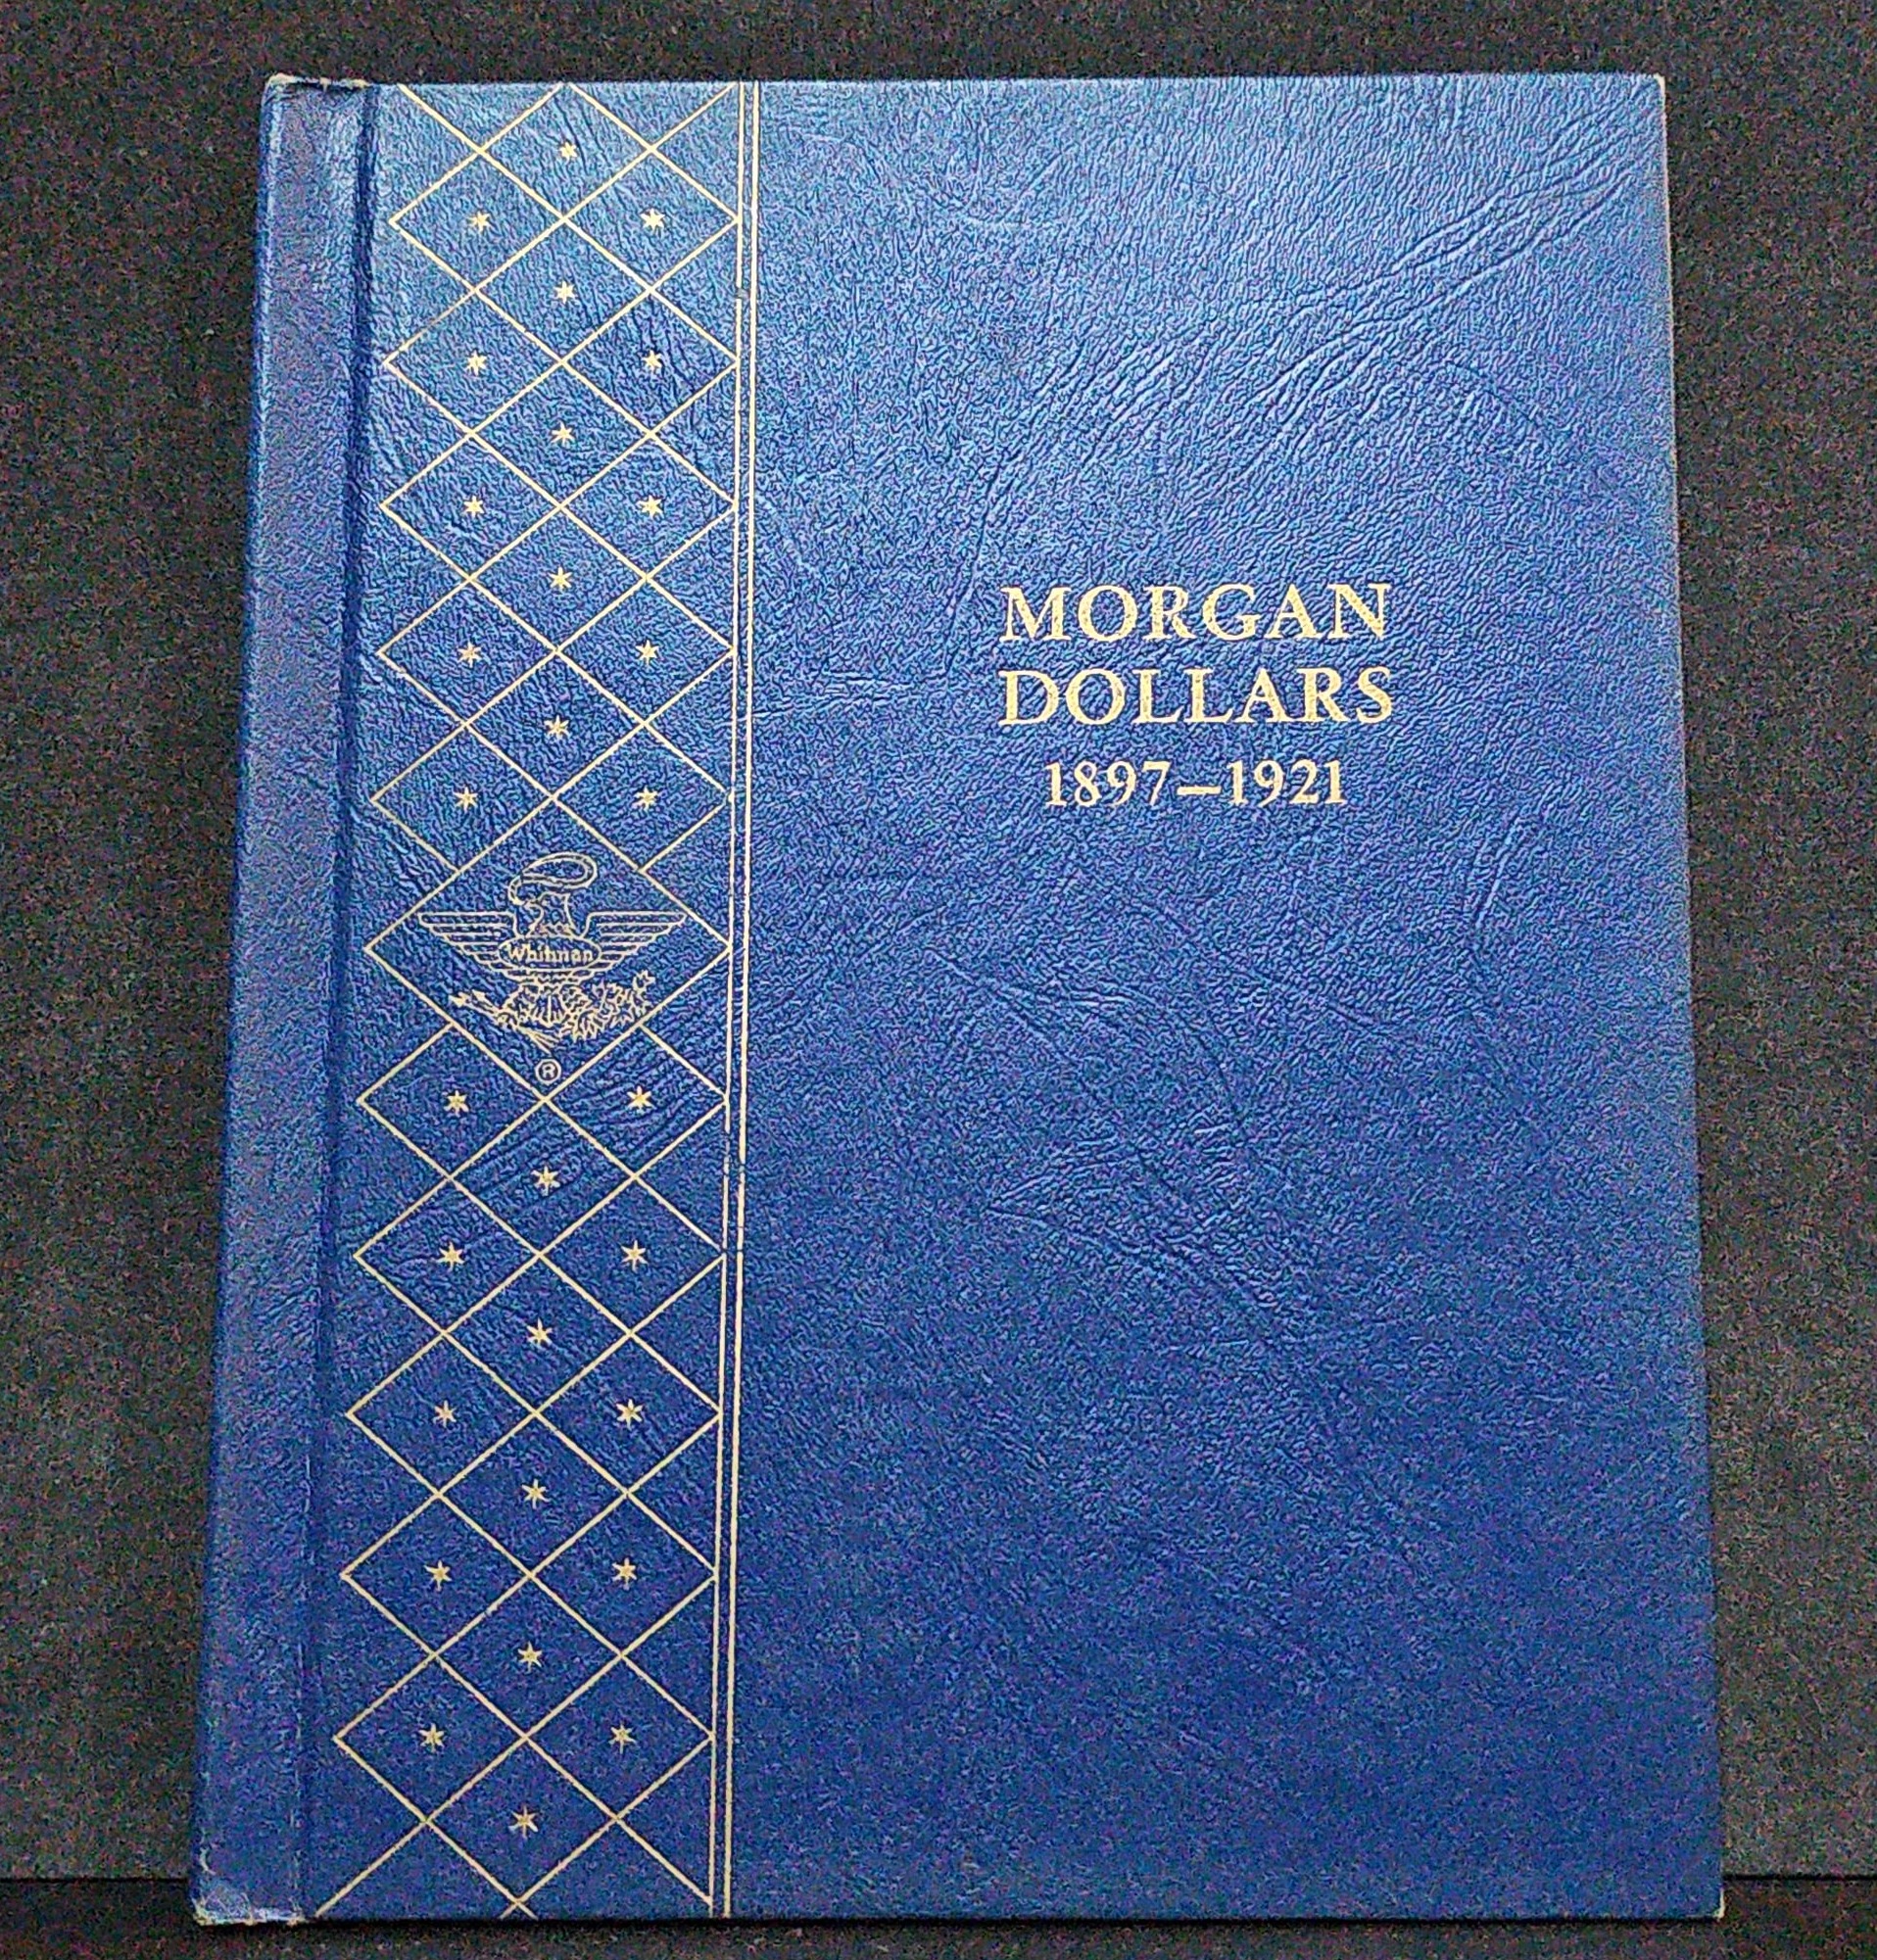 MORGAN
DOLLARS
1897–1921
Whitman
®